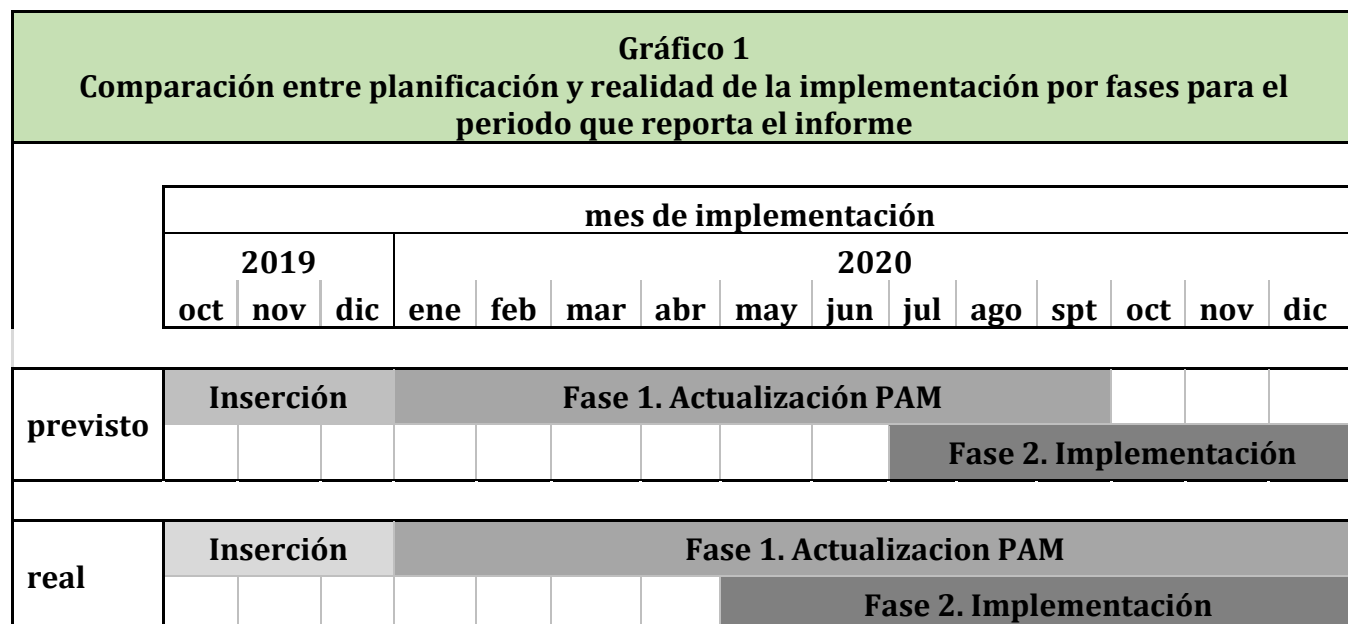 Gráfico 1
Comparación entre planificación y realidad de la implementación por fases para el
periodo que reporta el informe
mes de implementación
2019 2020
oct nov dic ene feb mar abr may jun jul ago spt oct nov dic
previsto
Inserción Fase 1. Actualización PAM
Fase 2. Implementación
real
Inserción Fase 1. Actualizacion PAM
Fase 2. Implementación